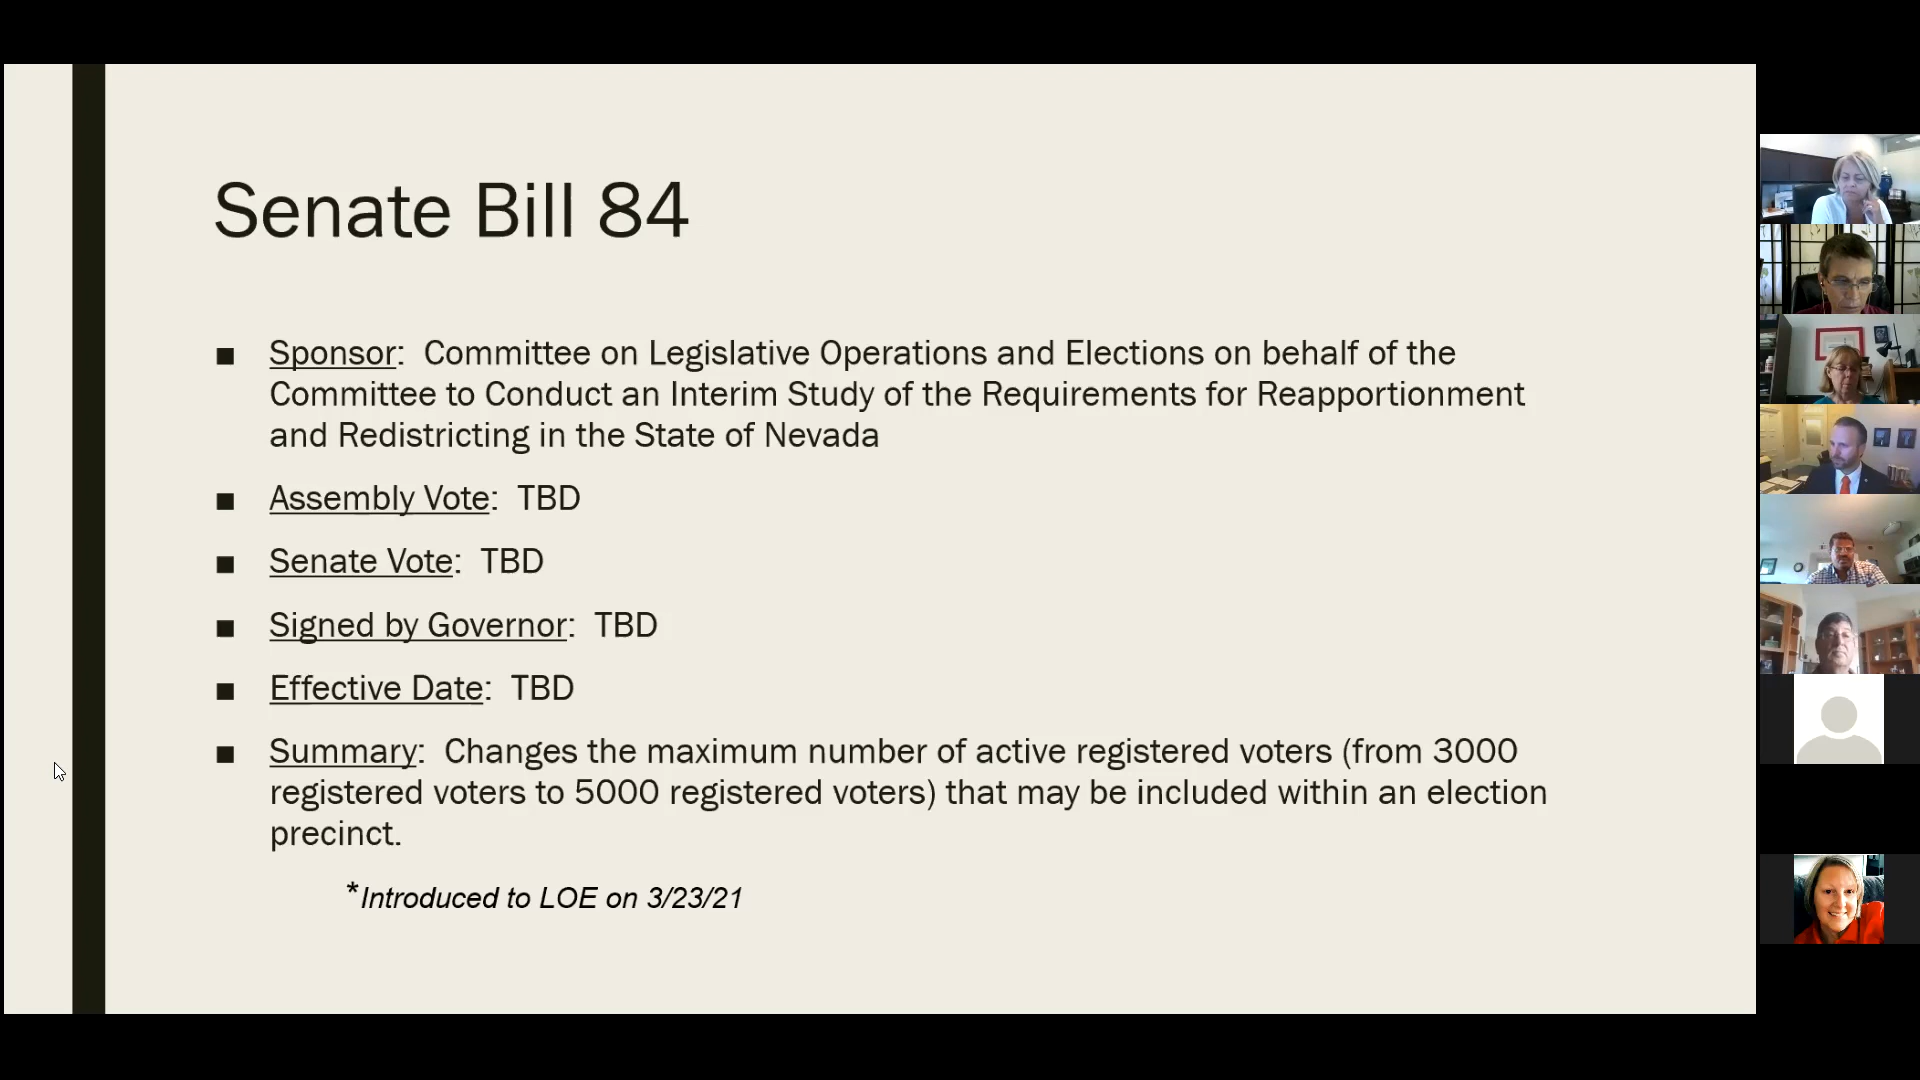 Senate Bill 84
■ Sponsor: Committee on Legislative Operations and Elections on behalf of the
Committee to Conduct an Interim Study of the Requirements for Reapportionment
and Redistricting in the State of Nevada
■ Assembly Vote: TBD
■ Senate Vote: TBD
■ Signed by Governor: TBD
■ Effective Date: TBD
■ Summary: Changes the maximum number of active registered voters (from 3000
registered voters to 5000 registered voters) that may be included within an election
precinct.
*Introduced to LOE on 3/23/21